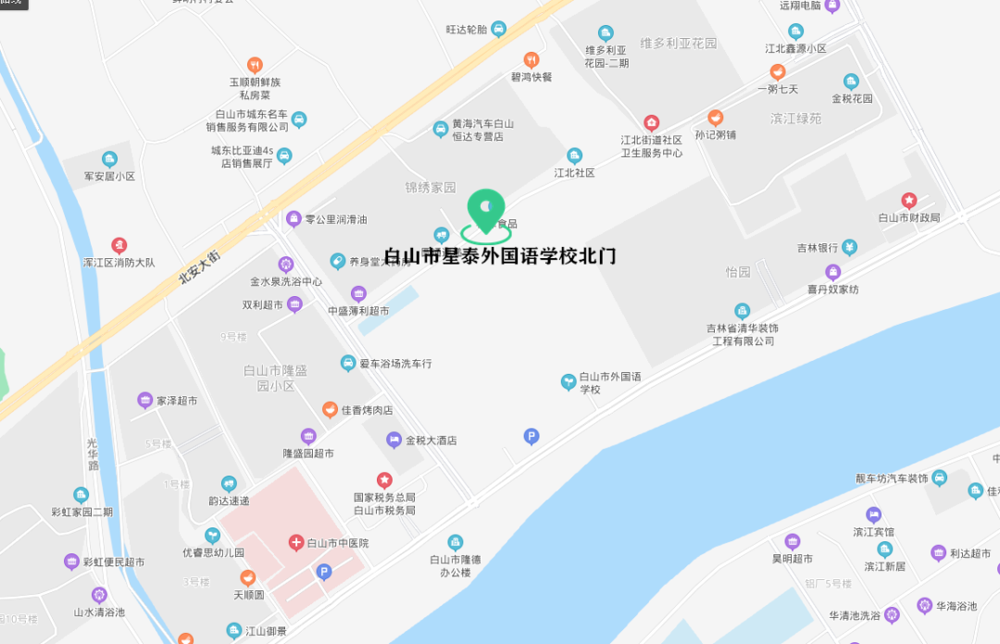 旺达轮胎
远翔电脑
维多利亚
花园-二期
维多利亚花园
江北鑫源小区
碧鸿快餐
玉顺朝鲜族
私房菜
一粥七天
金税花园
白山市城东名车
销售服务有限公司
黄海汽车白山
恒达专营店
滨江绿苑
江北街道社区
卫生服务中心
孙记粥铺
城东比亚迪4s
店销售展厅
军安居小区
江北社区
锦绣家园
零公里润滑油
食品
白山市财政局
白山市星泰外国语学校北门
浑江区消防大队
北安大街
养身堂大药房
吉林银行
怡园
喜丹奴家纺
金水泉洗浴中心
双利超市
中盛薄利超市
吉林省清华装饰
工程有限公司
9号楼
白山市隆盛
园小区
爱车浴场洗车行
白山市外国语
学校
家泽超市
佳香烤肉店
金税大酒店
隆盛园超市
5号楼
光华路
1号楼
韵达速递
国家税务总局
白山市税务局
靓车坊汽车装饰
彩虹家园二期
优睿思幼儿园
白山市中医院
白山市隆德
办公楼
滨江宾馆
昊明超市
滨江新居
利达超市
彩虹便民超市
3号楼
天顺圆
铝厂5号楼
山水清浴池
10号楼
华清池洗浴
华海浴池
江山御景
P
P